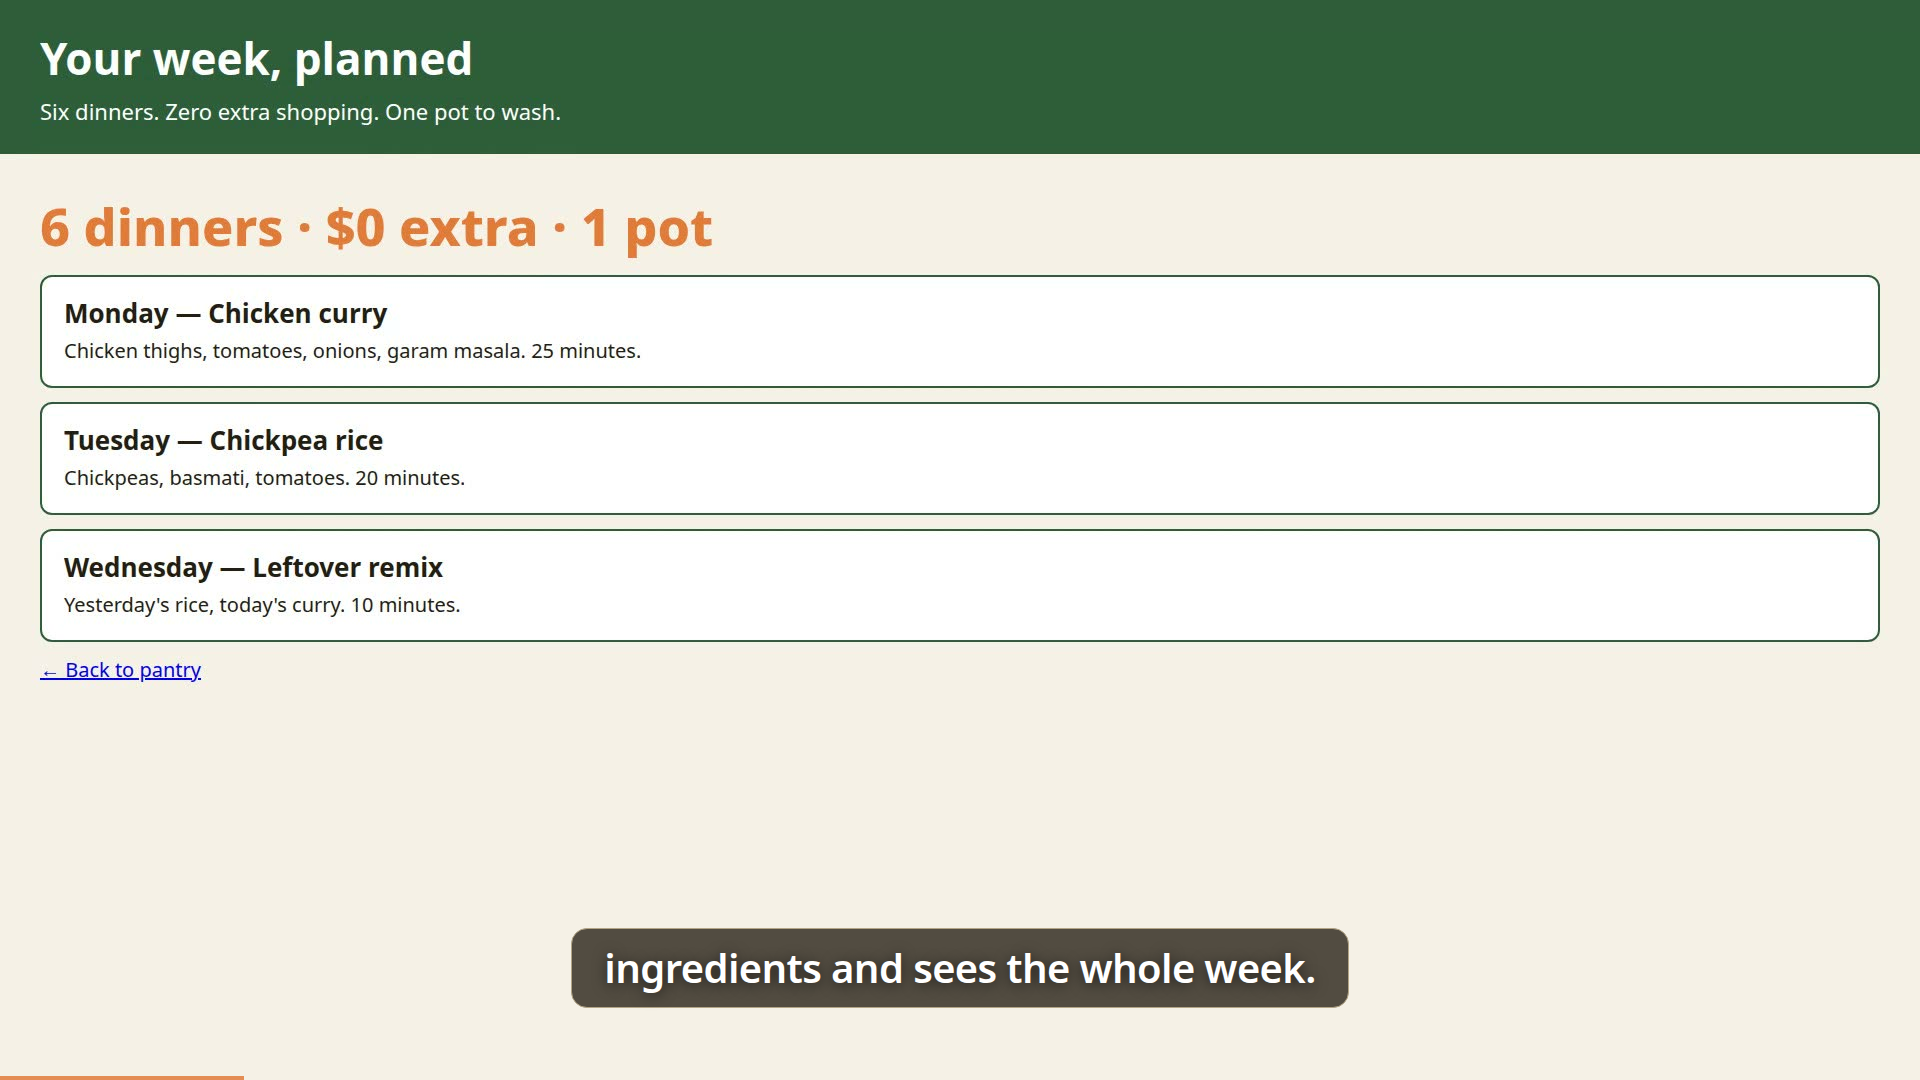 Your week, planned
Six dinners. Zero extra shopping. One pot to wash.
6 dinners · $0 extra · 1 pot
Monday — Chicken curry
Chicken thighs, tomatoes, onions, garam masala. 25 minutes.
Tuesday — Chickpea rice
Chickpeas, basmati, tomatoes. 20 minutes.
Wednesday — Leftover remix
Yesterday's rice, today's curry. 10 minutes.
← Back to pantry
ingredients and sees the whole week.